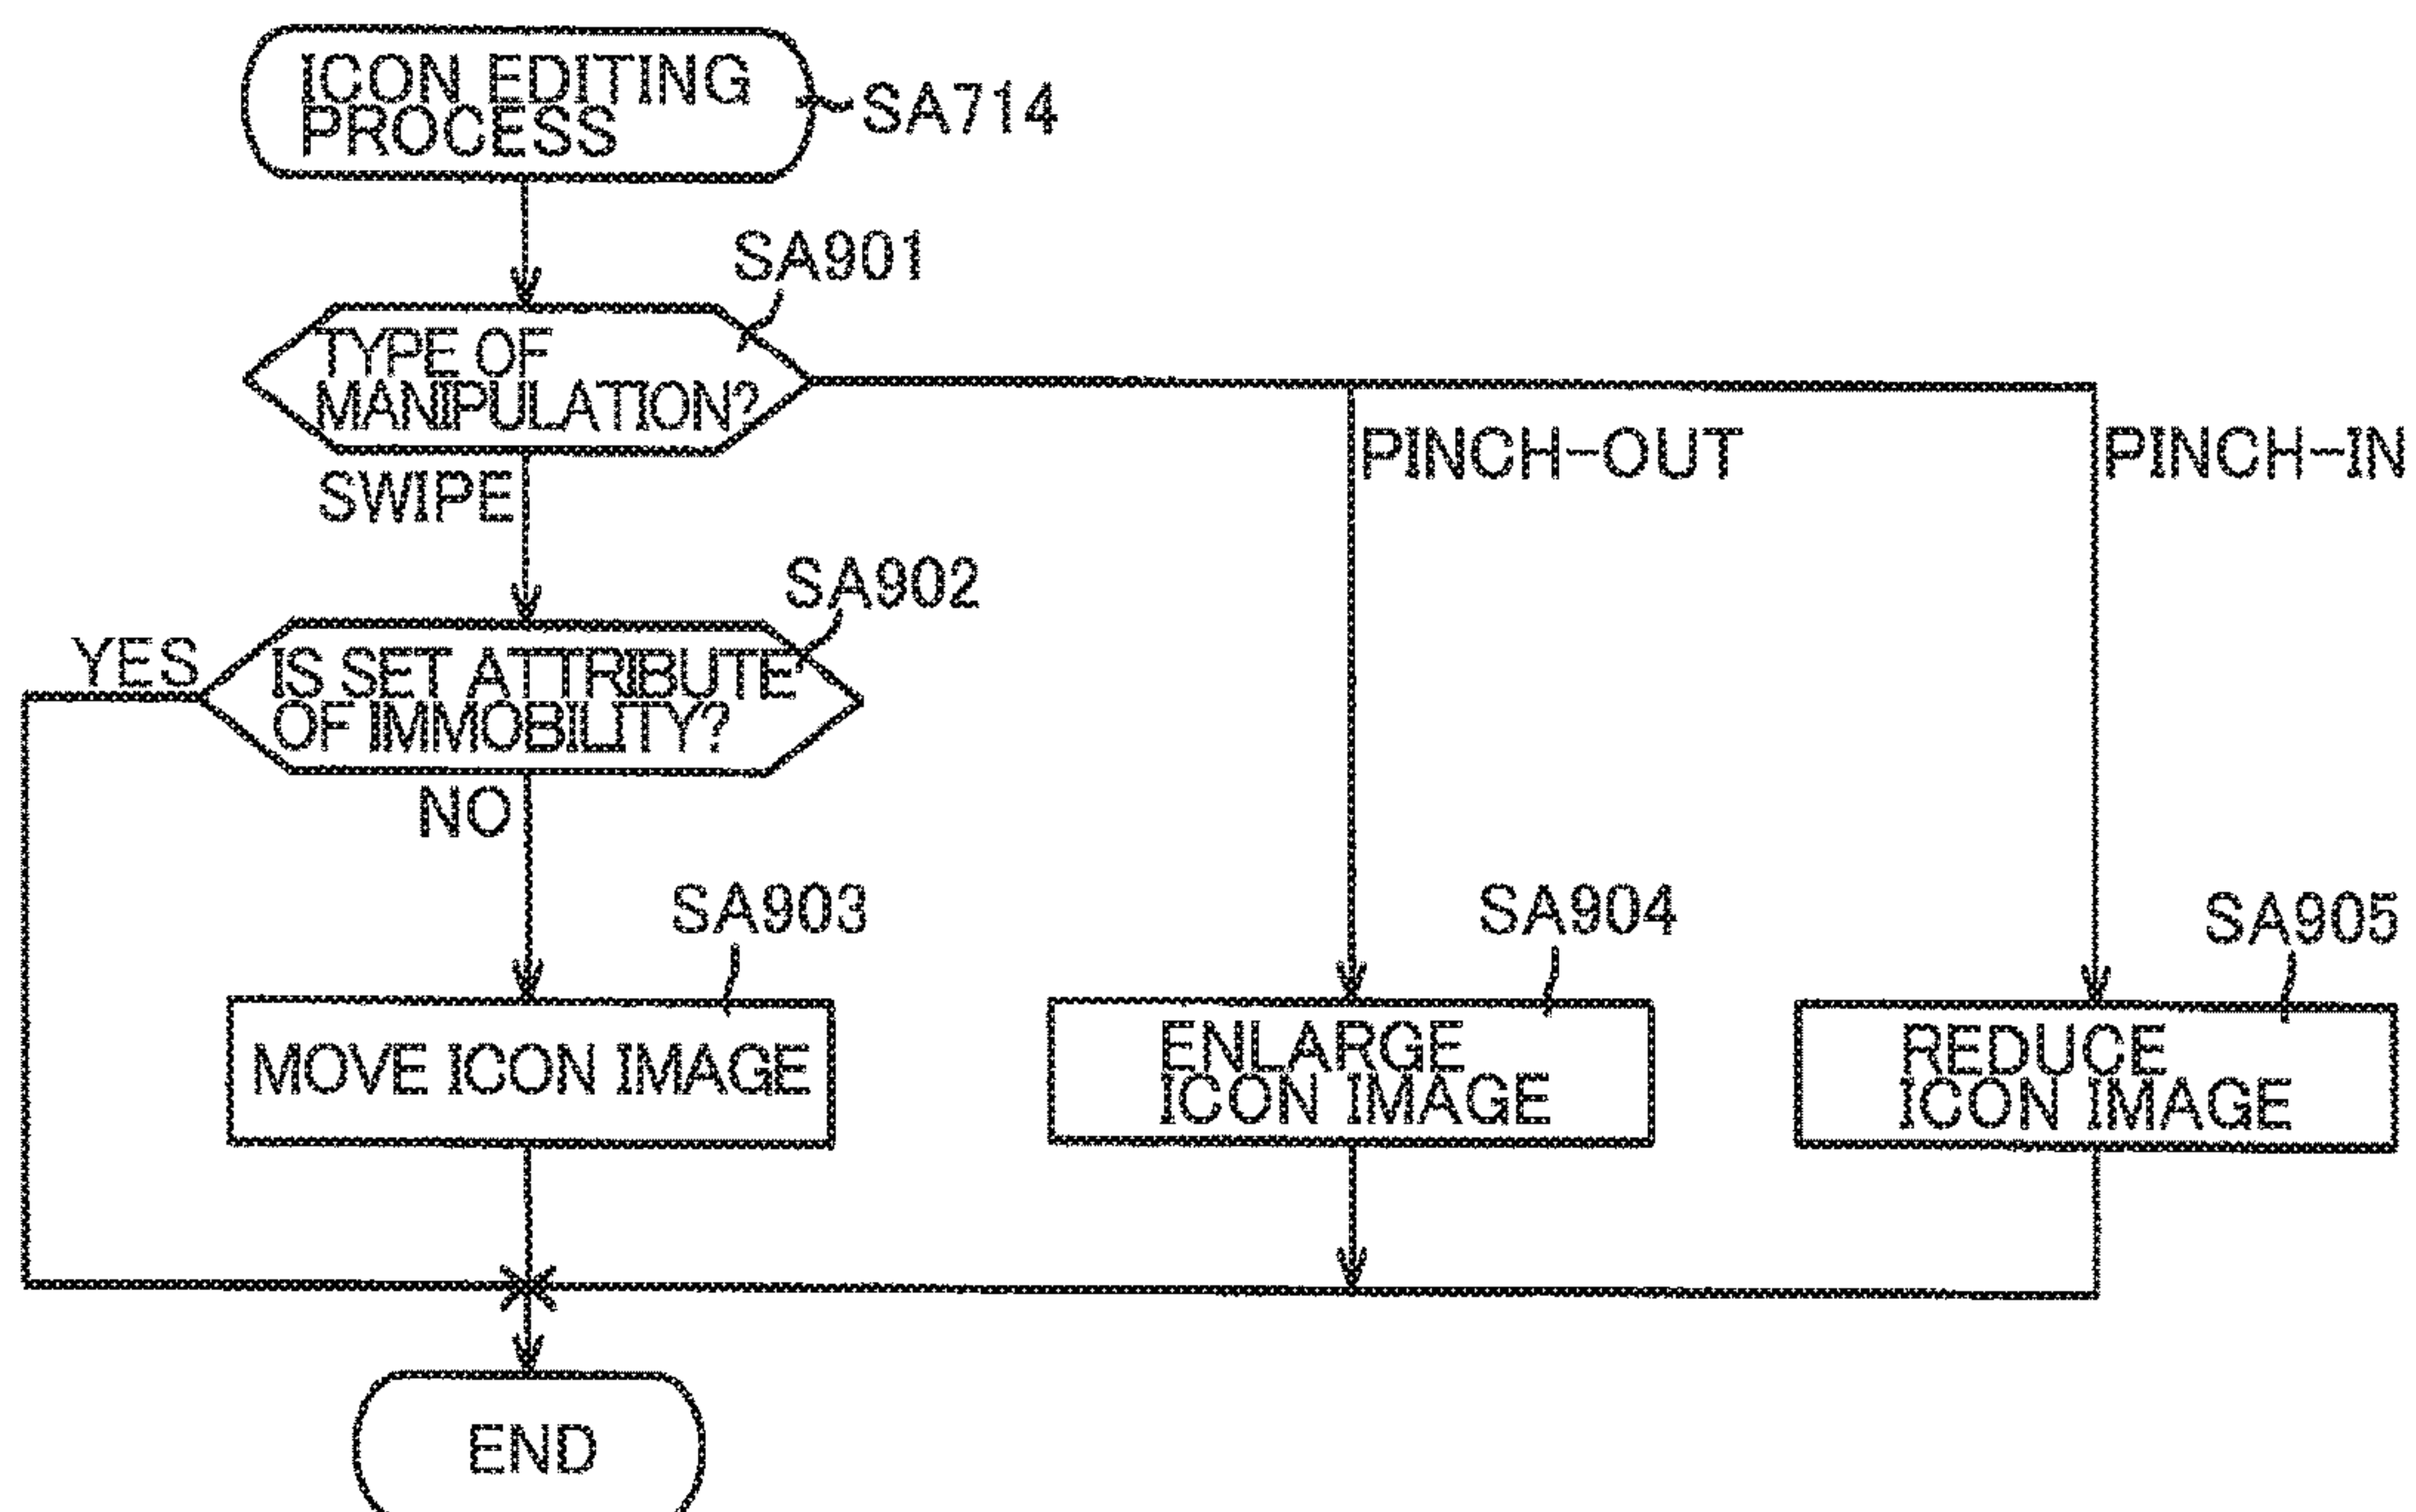 ICON EDITING
PROCESS
SA714
SA901
TYPE OF
MANIPULATION?
PINCH-OUT
PINCH-IN
SWIPE
SA902
YES
IS SET ATTRIBUTE
OF IMMOBILITY?
NO
SA903
SA904
SA905
MOVE ICON IMAGE
ENLARGE
ICON IMAGE
REDUCE
ICON IMAGE
END